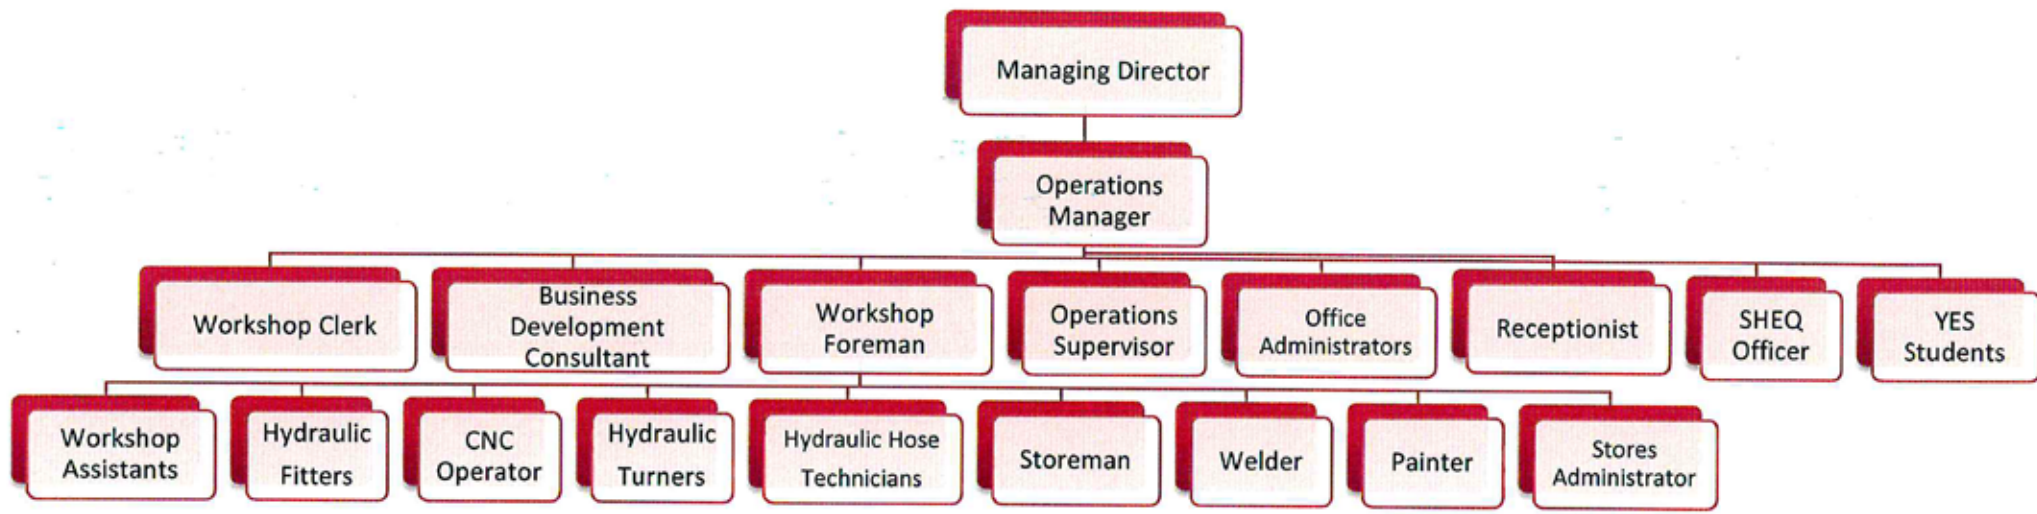 Managing Director
Operations
Manager
Workshop Clerk
Business
Development
Consultant
Workshop
Foreman
Operations
Supervisor
Office
Administrators
Receptionist
SHEQ
Officer
YES
Students
Workshop
Assistants
Hydraulic
Fitters
CNC
Operator
Hydraulic
Turners
Hydraulic Hose
Technicians
Storeman
Welder
Painter
Stores
Administrator